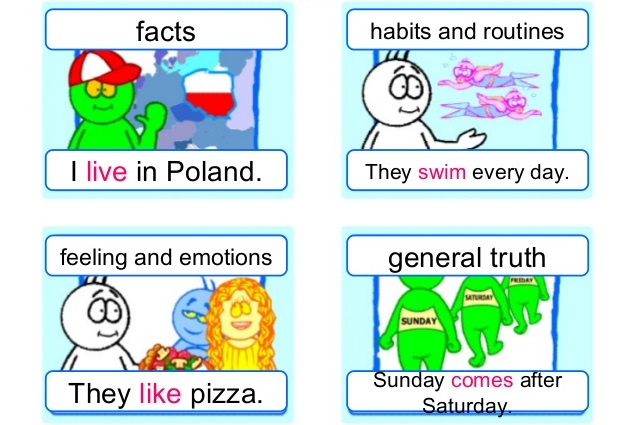 facts
I live in Poland.
habits and routines
They swim every day.
feeling and emotions
They like pizza.
general truth
FRIDAY
SATURDAY
SUNDAY
Sunday comes after
Saturday.